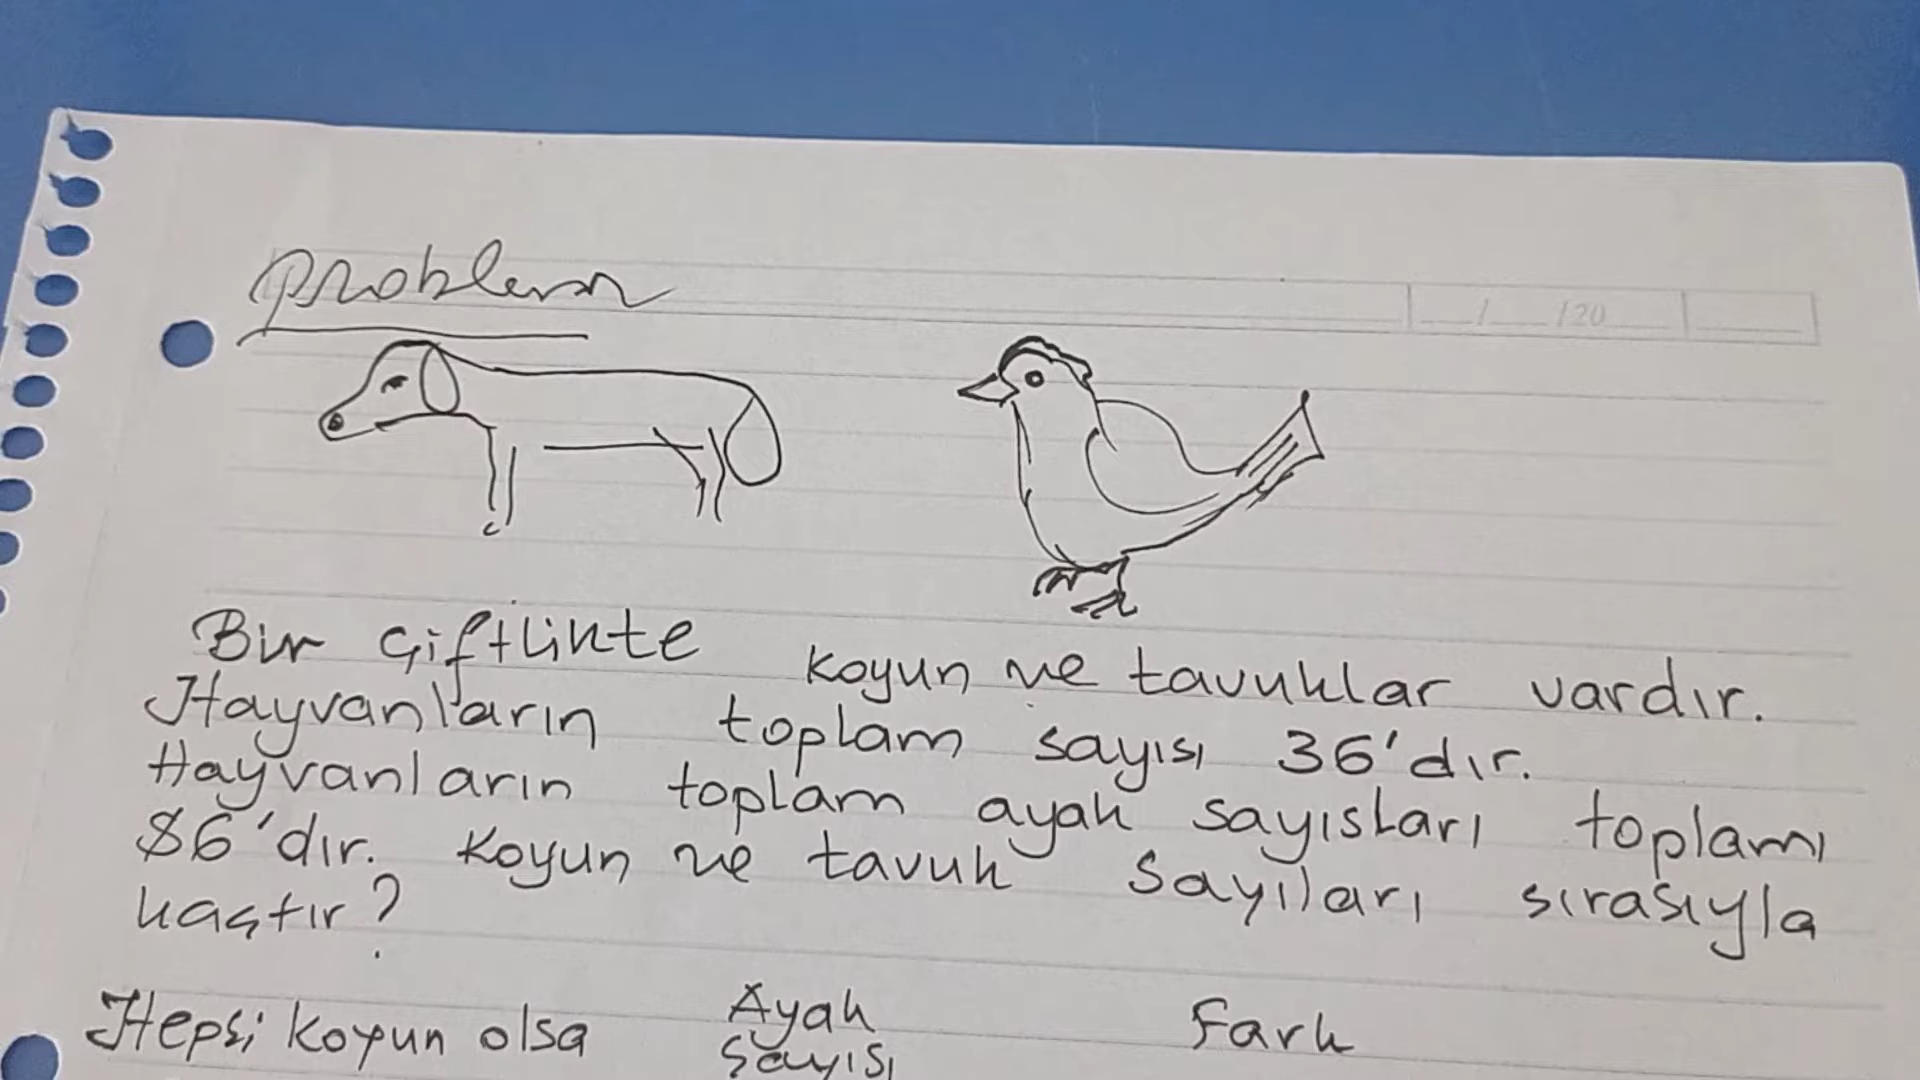 problem
/ /20
Bir çiftlikte koyun ve tavuklar vardır.
Hayvanların toplam sayısı 36'dır.
Hayvanların toplam ayak sayısları toplamı
86'dır. Koyun ve tavuk sayıları sırasıyla
kaçtır?
Hepsi koyun olsa Ayak sayısı Fark